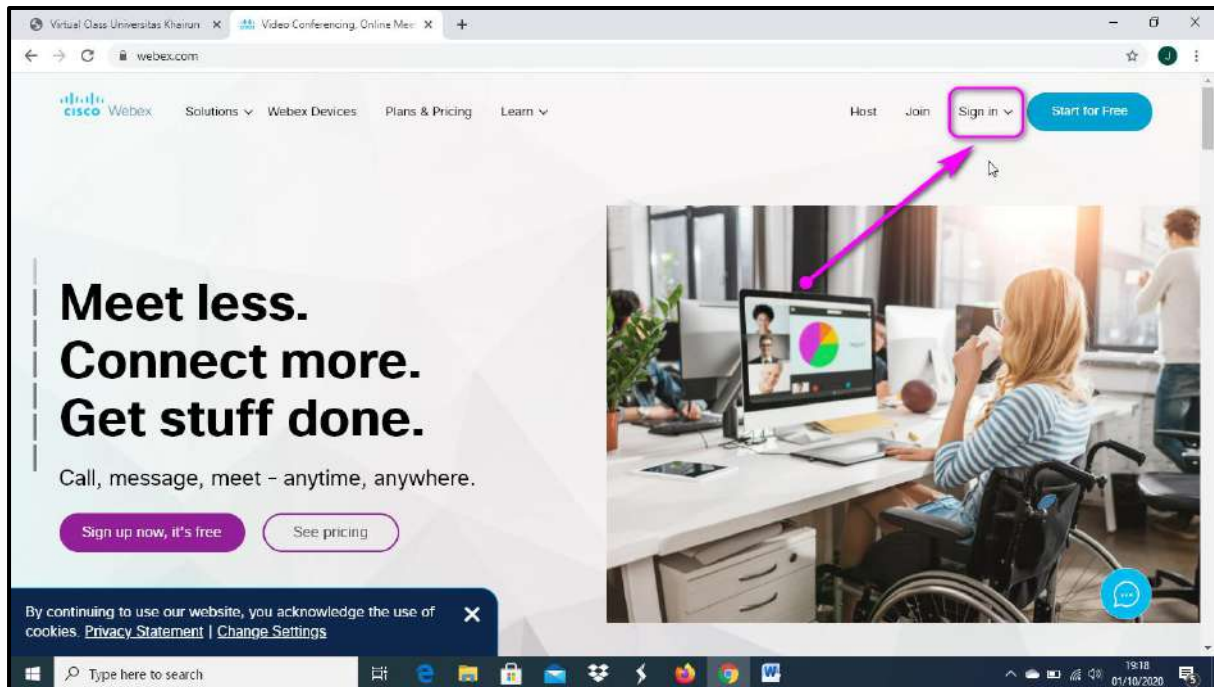 Virtual Class Universitas Khairun
Video Conferencing, Online Mee
webex.com
J
cisco Webex
Solutions
Webex Devices
Plans & Pricing
Learn
Host
Join
Sign in
Start for Free
Meet less.
Connect more.
Get stuff done.
Call, message, meet – anytime, anywhere.
Sign up now, it's free
See pricing
By continuing to use our website, you acknowledge the use of
cookies. Privacy Statement | Change Settings
Type here to search
19:18
01/10/2020